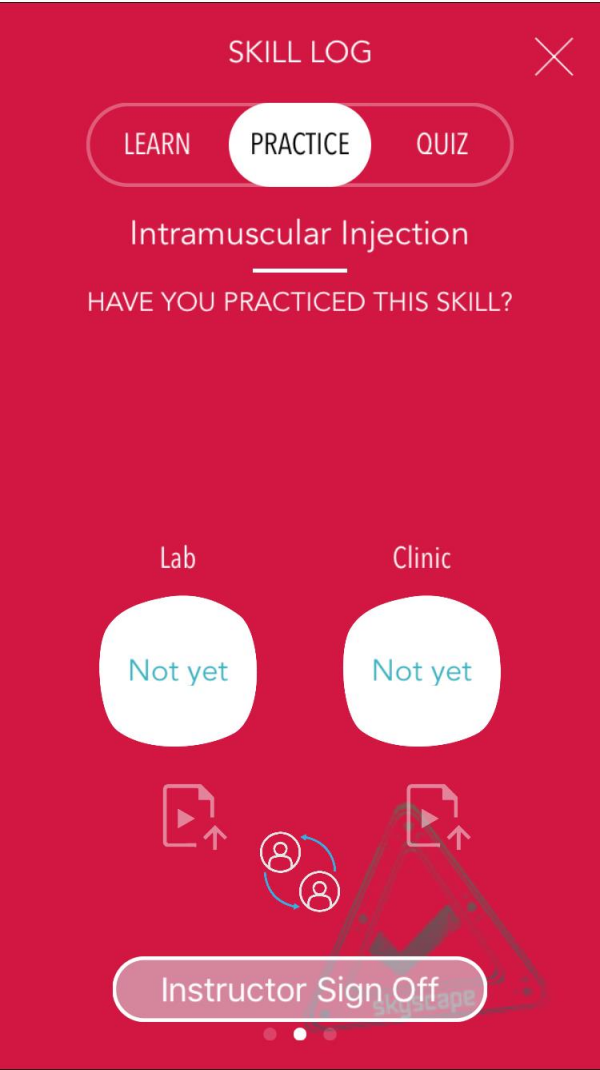 SKILL LOG
LEARN PRACTICE QUIZ
Intramuscular Injection
HAVE YOU PRACTICED THIS SKILL?
Lab Clinic
Not yet Not yet
Instructor Sign Off
skyscape